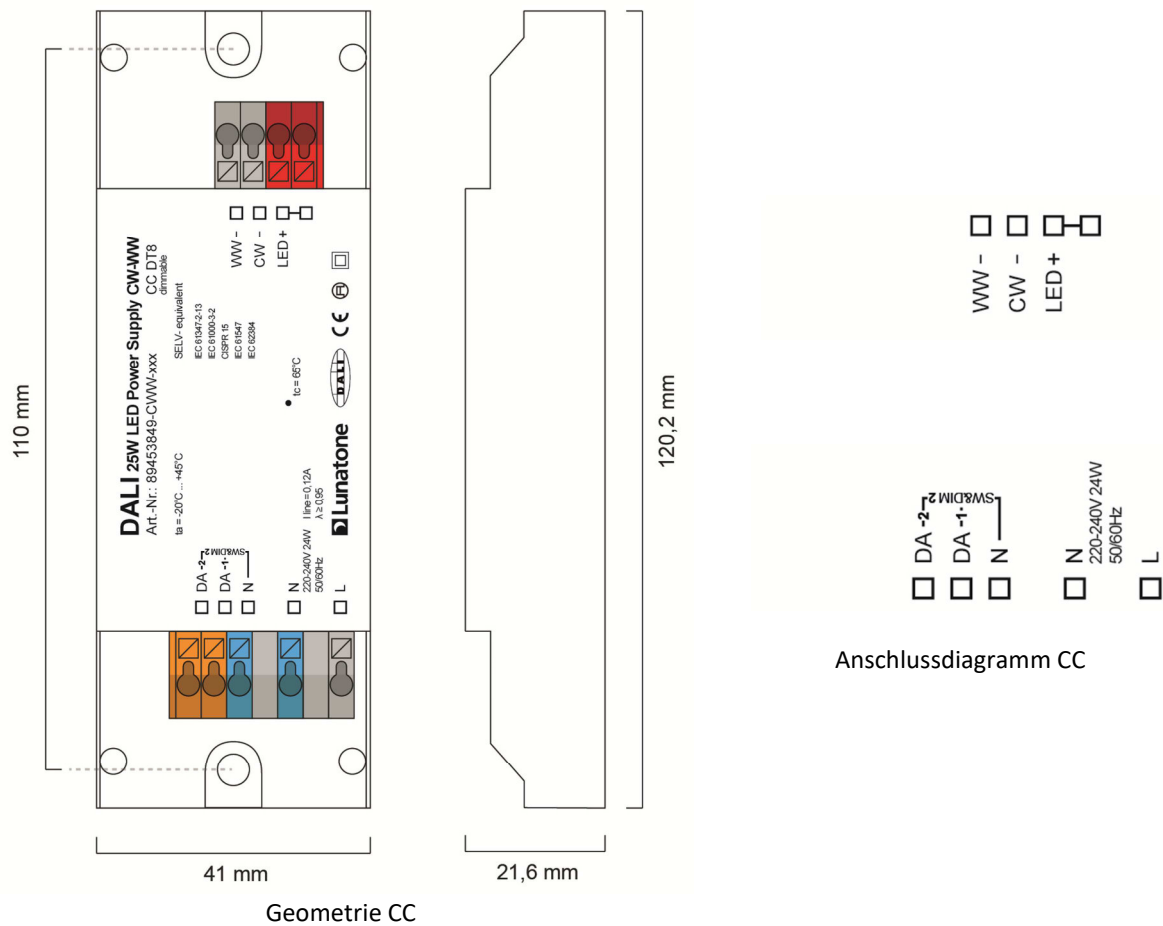 110 mm
41 mm
21,6 mm
120,2 mm
Geometrie CC
DALI 25W LED Power Supply CW-WW
Art.-Nr.: 89453849-CWW-xxx
CC DT8
dimmable
ta = -20°C ... +45°C
SELV- equivalent
IEC 61347-2-13
IEC 61000-3-2
CISPR 15
IEC 61547
IEC 62384
WW -
CW -
LED +
tc = 66°C
Lunatone
DALI
CE
DA -2-
DA -1-
N
SW&DIM 2
N
220-240V 24W I line = 0,12A
50/60Hz λ ≥ 0,95
L
WW -
CW -
LED +
DA -2-
DA -1-
N
SW&DIM 2
N
220-240V 24W
50/60Hz
L
Anschlussdiagramm CC